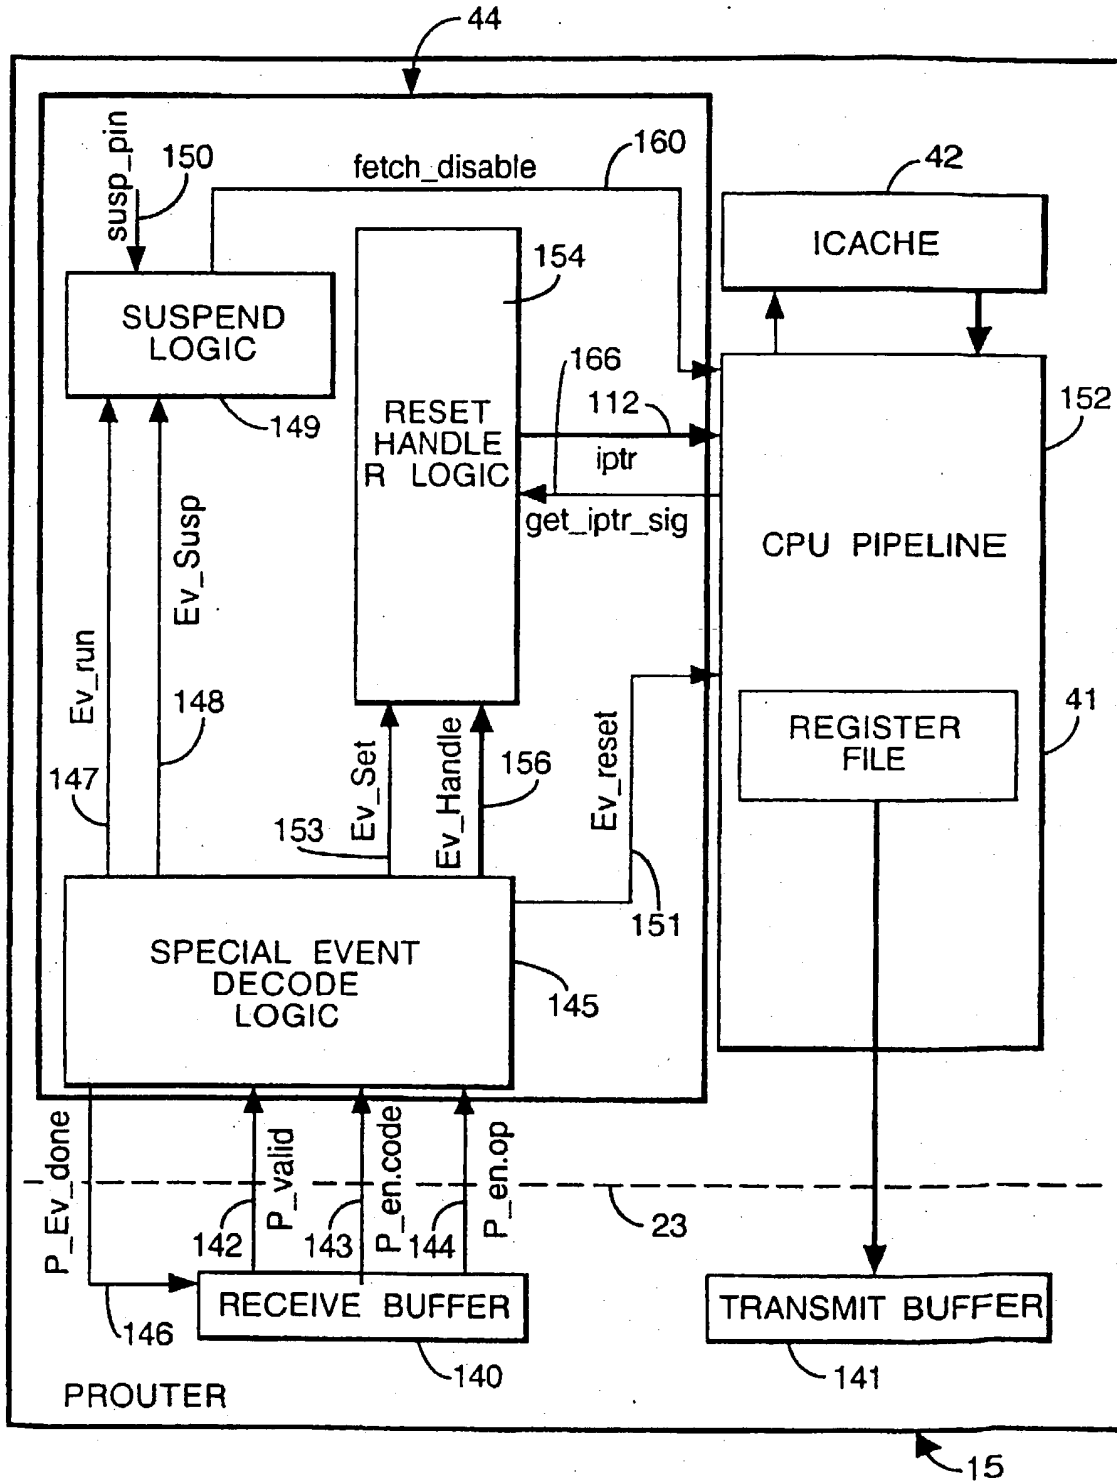 44
susp_pin
150
fetch_disable
160
42
ICACHE
154
SUSPEND
LOGIC
166
112
152
149
RESET
HANDLE
R LOGIC
iptr
get_iptr_sig
CPU PIPELINE
Ev_Susp
Ev_run
148
147
REGISTER
FILE
41
Ev_Set
Ev_Handle
156
153
Ev_reset
151
SPECIAL EVENT
DECODE
LOGIC
145
P_Ev_done
P_valid
P_en.code
P_en.op
142
143
144
23
146
RECEIVE BUFFER
TRANSMIT BUFFER
140
141
PROUTER
15